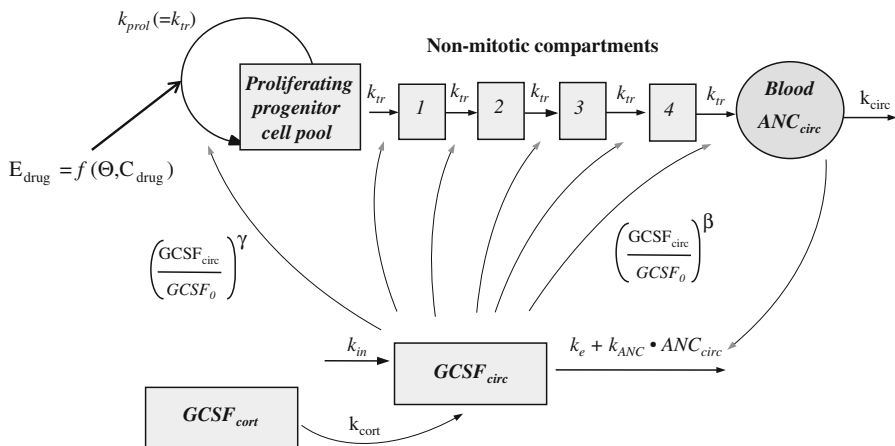 k_prol (=k_tr)
Non-mitotic compartments
Proliferating
progenitor
cell pool
k_tr
1
k_tr
2
k_tr
3
k_tr
4
k_tr
Blood
ANC_circ
k_circ
E_drug = f (Θ,C_drug)
(GCSF_circ / GCSF_0)^γ
(GCSF_circ / GCSF_0)^β
k_in
GCSF_circ
k_e + k_ANC • ANC_circ
GCSF_cort
k_cort